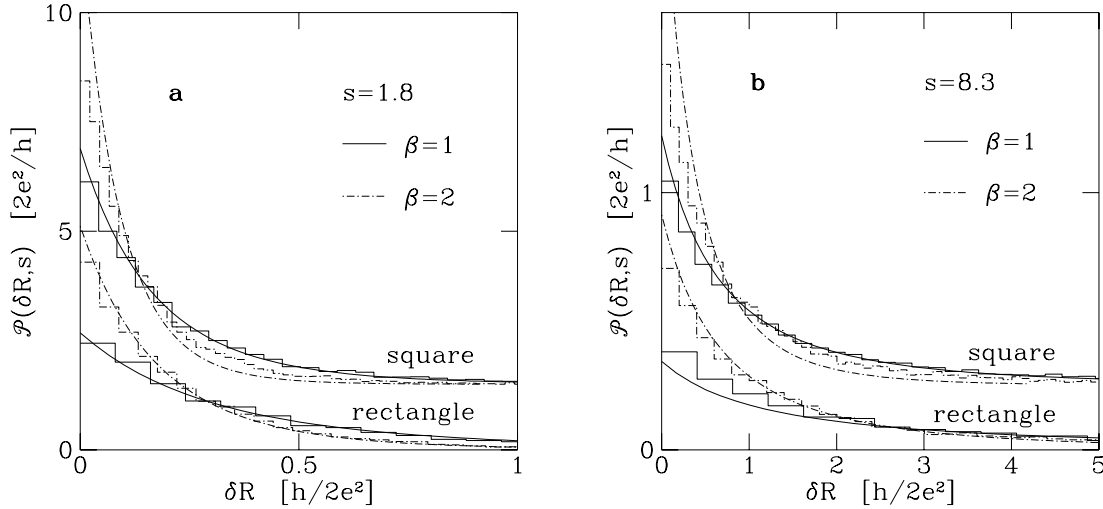 10
5
0
0
0.5
1
𝒫(δR,s) [2e²/h]
δR [h/2e²]
a
s=1.8
β=1
β=2
square
rectangle
1
0
0
1
2
3
4
5
𝒫(δR,s) [2e²/h]
δR [h/2e²]
b
s=8.3
β=1
β=2
square
rectangle